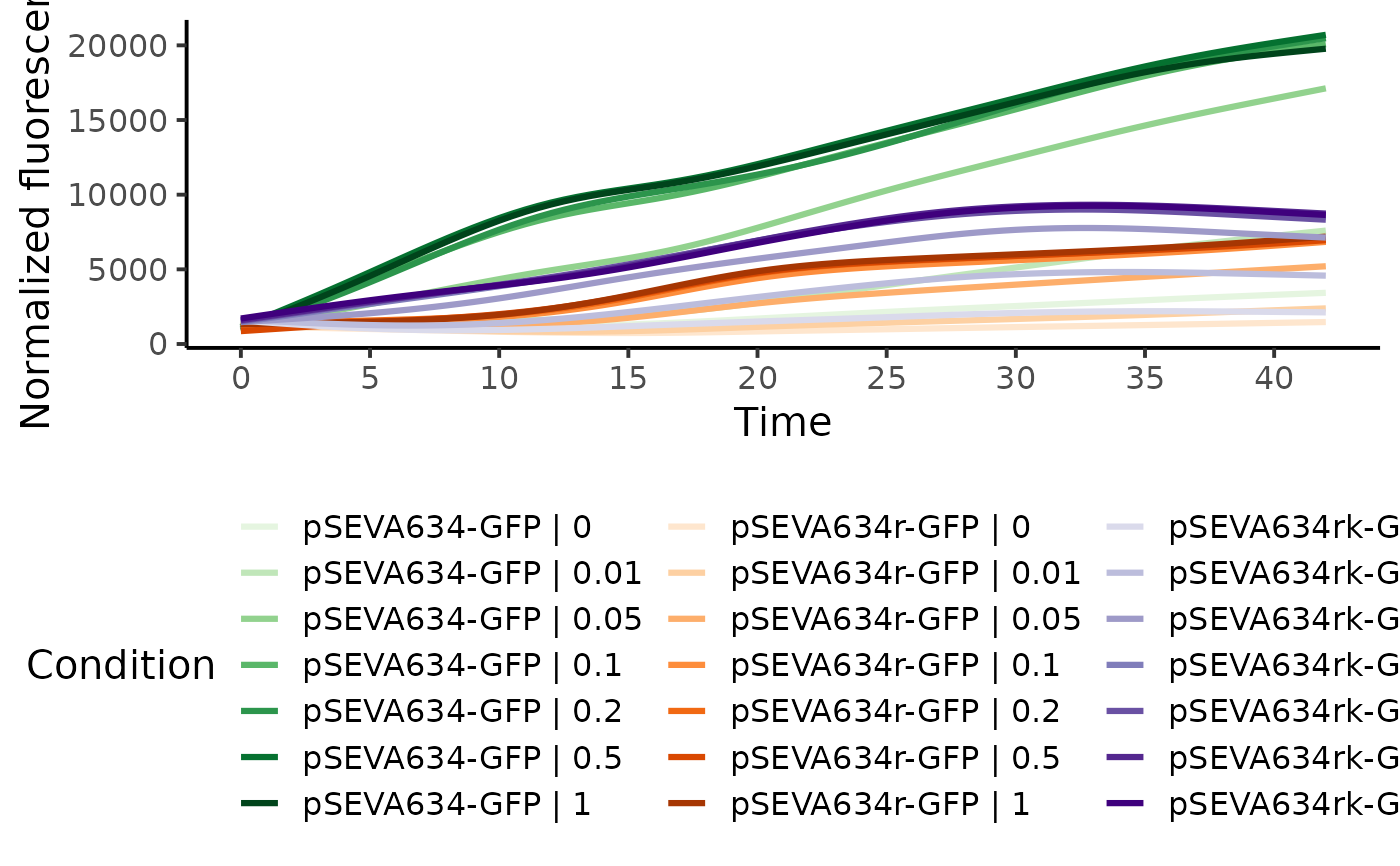 Normalized fluorescen
20000
15000
10000
5000
0
0 5 10 15 20 25 30 35 40
Time
Condition
pSEVA634-GFP | 0 pSEVA634r-GFP | 0 pSEVA634rk-G
pSEVA634-GFP | 0.01 pSEVA634r-GFP | 0.01 pSEVA634rk-G
pSEVA634-GFP | 0.05 pSEVA634r-GFP | 0.05 pSEVA634rk-G
pSEVA634-GFP | 0.1 pSEVA634r-GFP | 0.1 pSEVA634rk-G
pSEVA634-GFP | 0.2 pSEVA634r-GFP | 0.2 pSEVA634rk-G
pSEVA634-GFP | 0.5 pSEVA634r-GFP | 0.5 pSEVA634rk-G
pSEVA634-GFP | 1 pSEVA634r-GFP | 1 pSEVA634rk-G